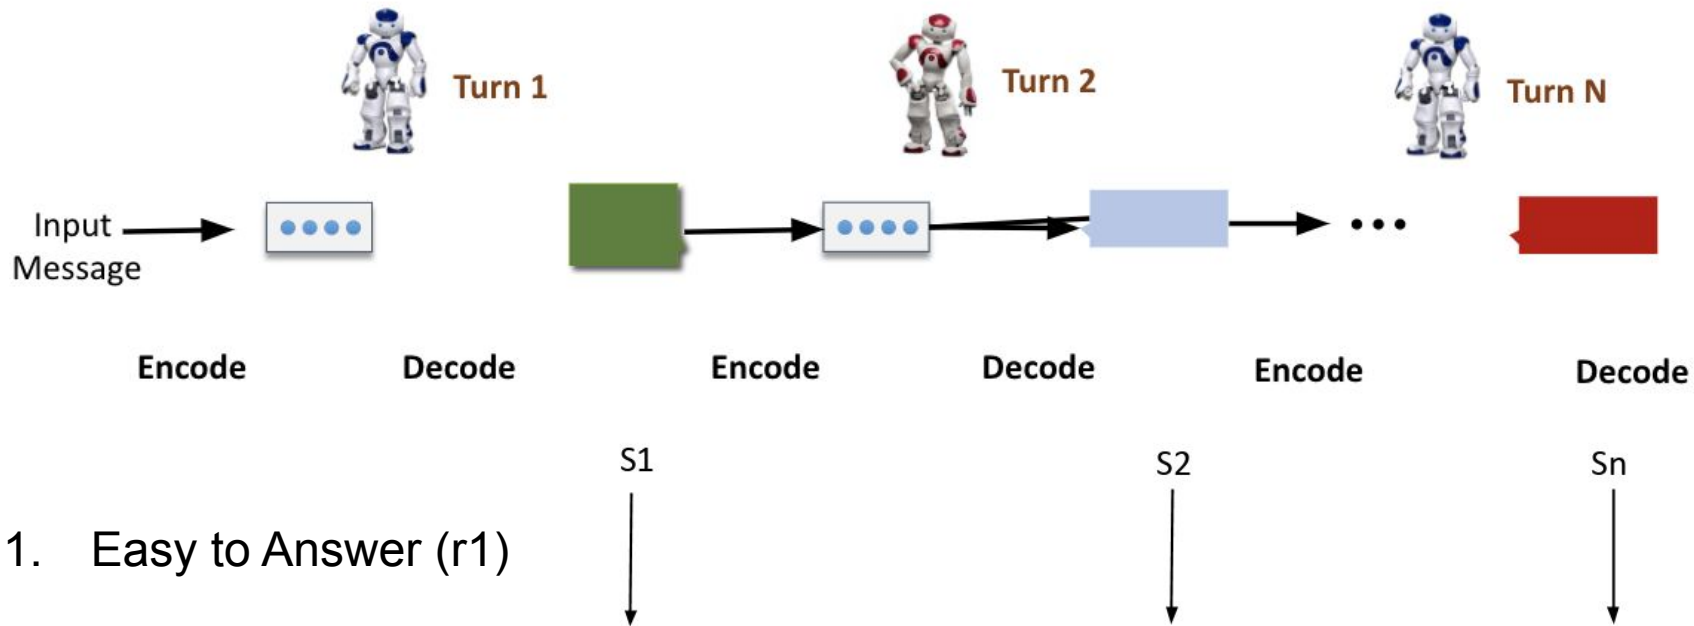 Turn 1
Turn 2
Turn N
Input
Message
Encode Decode Encode Decode Encode Decode
S1 S2 Sn
1. Easy to Answer (r1)